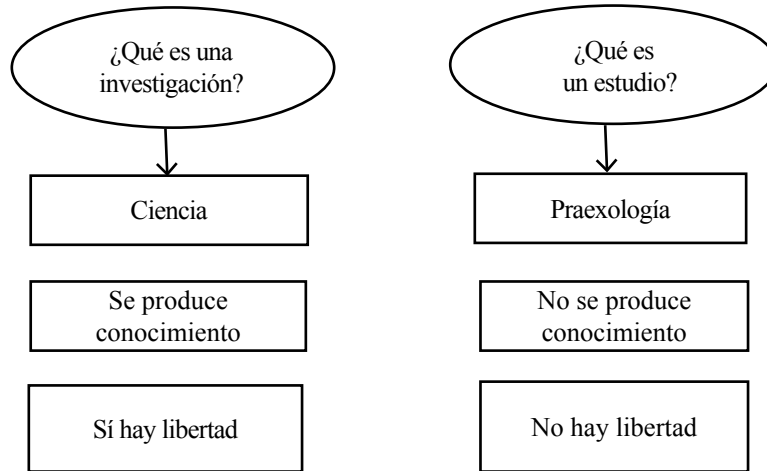 ¿Qué es una
investigación?
Ciencia
Se produce
conocimiento
Sí hay libertad
¿Qué es
un estudio?
Praexología
No se produce
conocimiento
No hay libertad